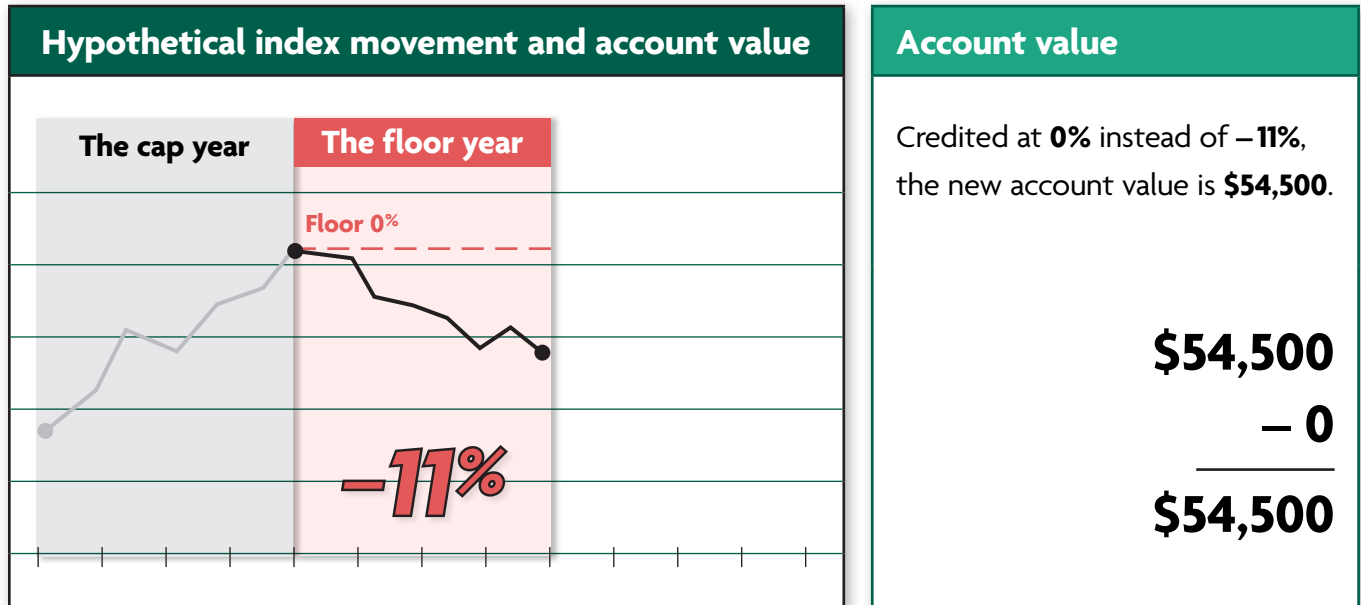 Hypothetical index movement and account value
The cap year
The floor year
Floor 0%
–11%
Account value
Credited at 0% instead of –11%,
the new account value is $54,500.
$54,500
– 0
$54,500